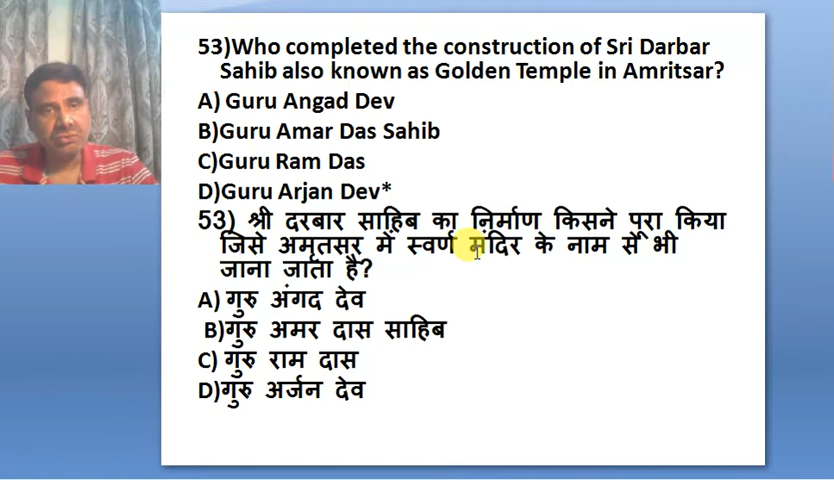 53)Who completed the construction of Sri Darbar
Sahib also known as Golden Temple in Amritsar?
A) Guru Angad Dev
B)Guru Amar Das Sahib
C)Guru Ram Das
D)Guru Arjan Dev*
53) श्री दरबार साहिब का निर्माण किसने पूरा किया
जिसे अमृतसर में स्वर्ण मंदिर के नाम से भी
जाना जाता है?
A) गुरु अंगद देव
B)गुरु अमर दास साहिब
C) गुरु राम दास
D)गुरु अर्जन देव